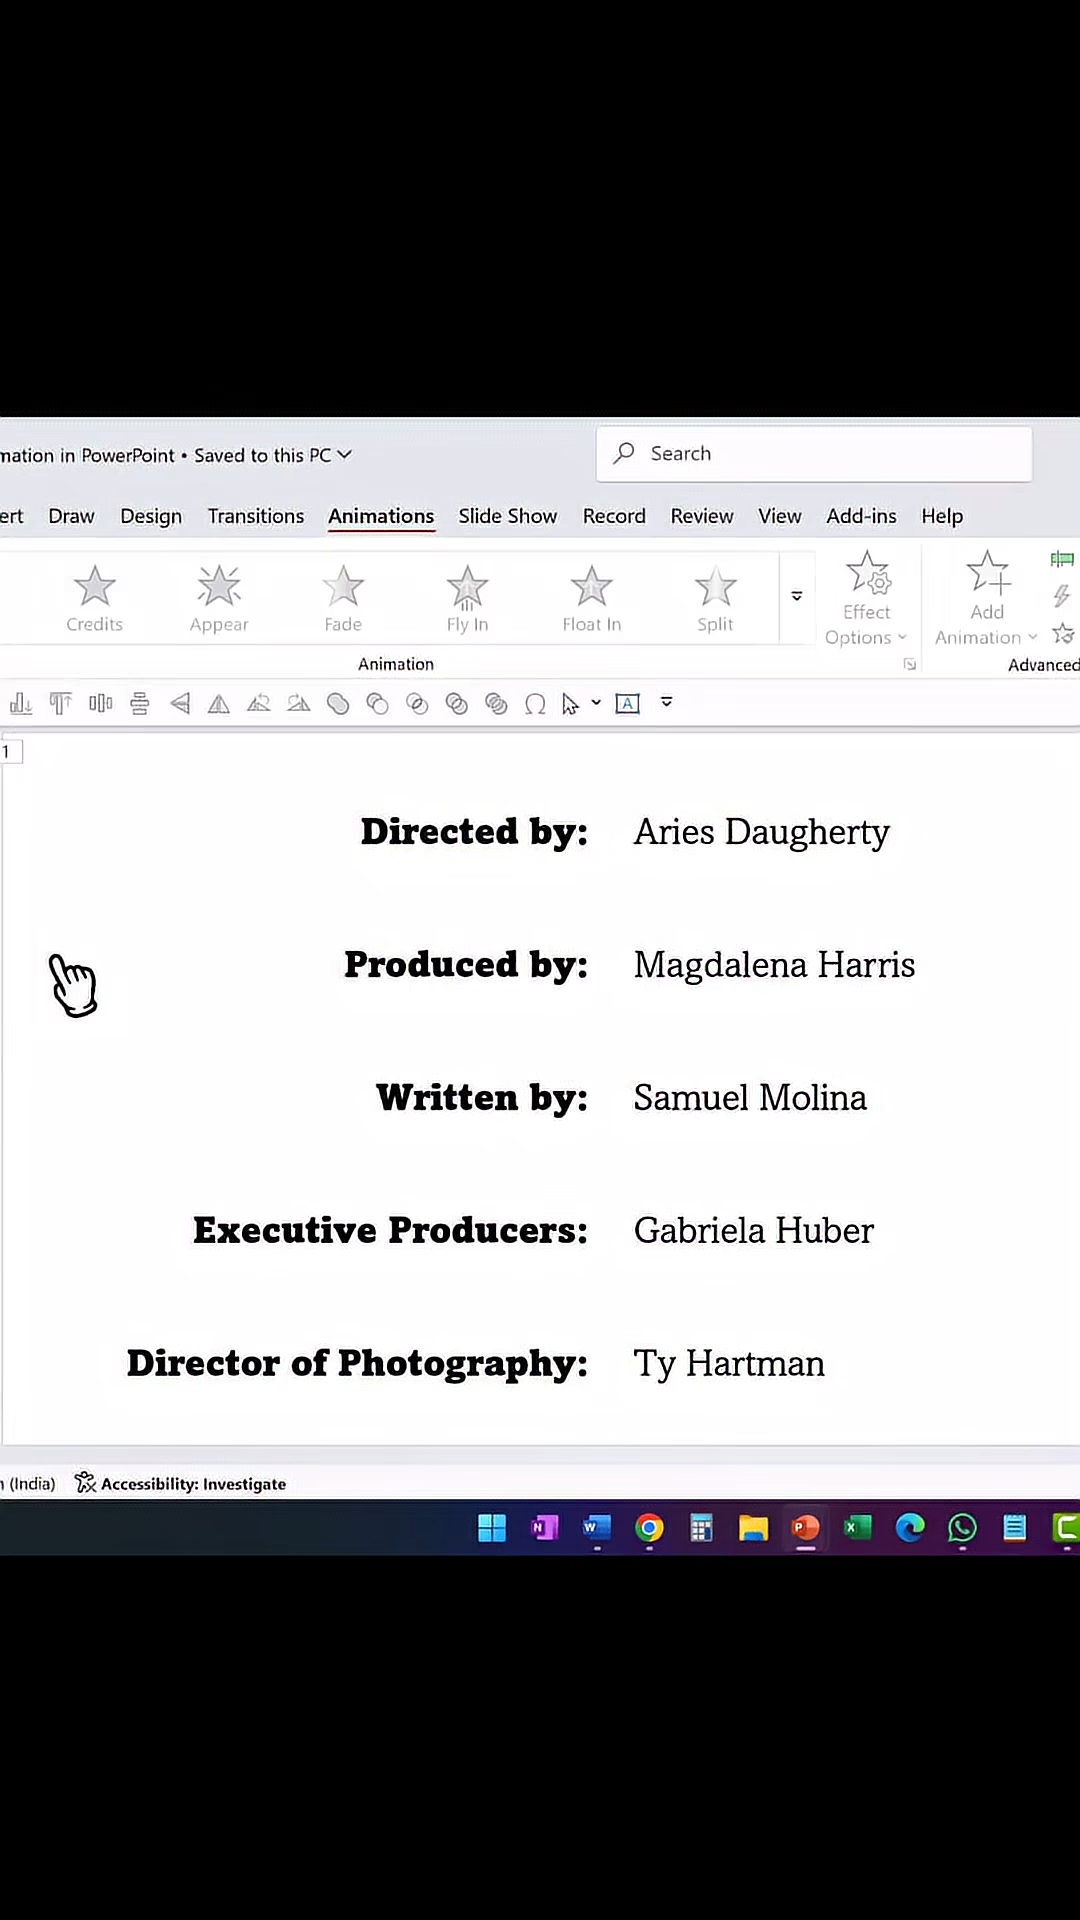 mation in PowerPoint • Saved to this PC
Search
ert Draw Design Transitions Animations Slide Show Record Review View Add-ins Help
Credits Appear Fade Fly In Float In Split Effect Options Add Animation
Animation Advanced
A
1
Directed by: Aries Daugherty
Produced by: Magdalena Harris
Written by: Samuel Molina
Executive Producers: Gabriela Huber
Director of Photography: Ty Hartman
(India) Accessibility: Investigate